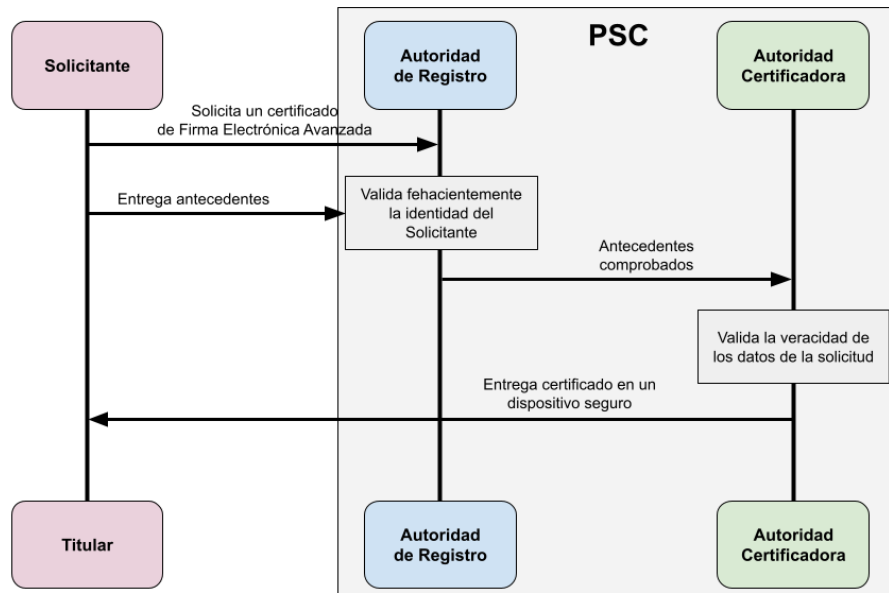 PSC
Solicitante
Autoridad
de Registro
Autoridad
Certificadora
Solicita un certificado
de Firma Electrónica Avanzada
Entrega antecedentes
Valida fehacientemente
la identidad del
Solicitante
Antecedentes
comprobados
Valida la veracidad de
los datos de la solicitud
Entrega certificado en un
dispositivo seguro
Titular
Autoridad
de Registro
Autoridad
Certificadora